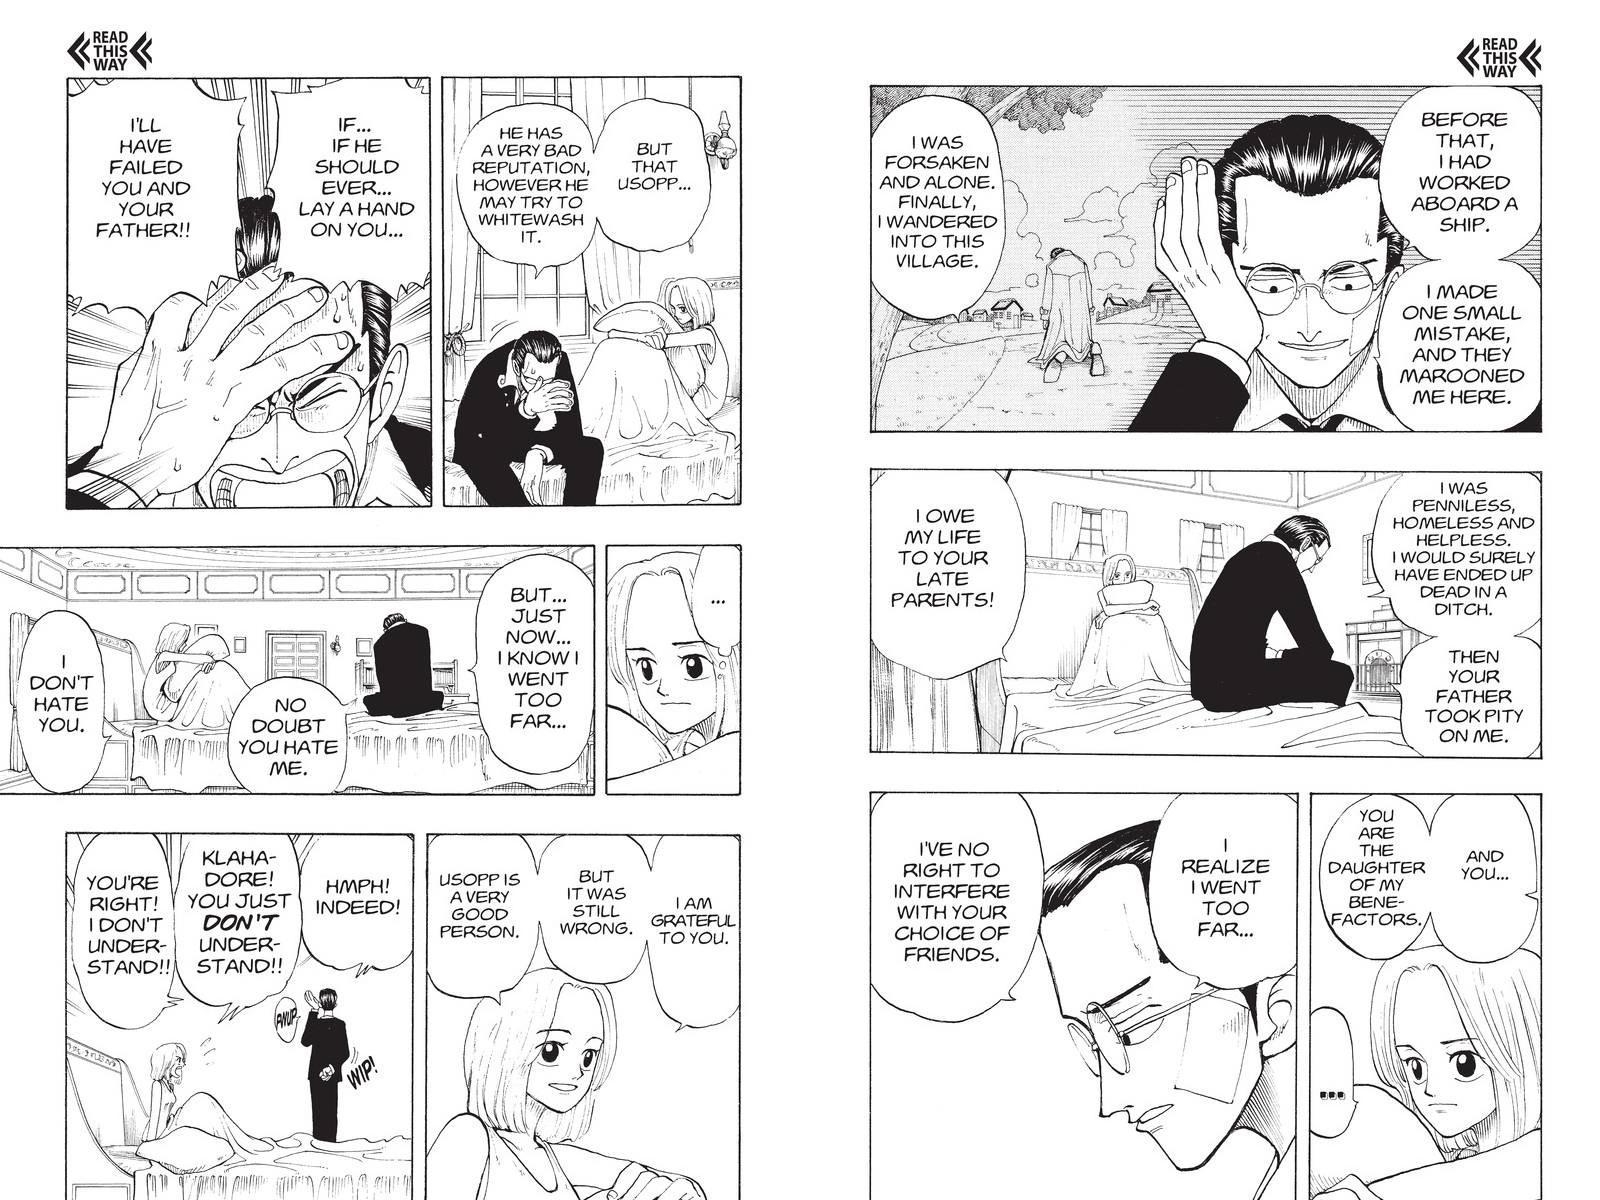 READ
THIS
WAY
BEFORE
THAT,
I HAD
WORKED
ABOARD A
SHIP.
I MADE
ONE SMALL
MISTAKE,
AND THEY
MAROONED
ME HERE.
I WAS
FORSAKEN
AND ALONE.
FINALLY,
I WANDERED
INTO THIS
VILLAGE.
I WAS
PENNILESS,
HOMELESS AND
HELPLESS.
I WOULD SURELY
HAVE ENDED UP
DEAD IN A
DITCH.
THEN
YOUR
FATHER
TOOK PITY
ON ME.
I OWE
MY LIFE
TO YOUR
LATE
PARENTS!
AND
YOU...
YOU
ARE
THE
DAUGHTER
OF MY
BENE-
FACTORS.
...
I
REALIZE
I WENT
TOO
FAR...
I'VE NO
RIGHT TO
INTERFERE
WITH YOUR
CHOICE OF
FRIENDS.
READ
THIS
WAY
BUT
THAT
USOPP...
HE HAS
A VERY BAD
REPUTATION,
HOWEVER HE
MAY TRY TO
WHITEWASH
IT.
IF...
IF HE
SHOULD
EVER...
LAY A HAND
ON YOU...
I'LL
HAVE
FAILED
YOU AND
YOUR
FATHER!!
...
BUT...
JUST
NOW...
I KNOW I
WENT
TOO
FAR...
NO
DOUBT
YOU HATE
ME.
I
DON'T
HATE
YOU.
I AM
GRATEFUL
TO YOU.
BUT
IT WAS
STILL
WRONG.
USOPP IS
A VERY
GOOD
PERSON.
HMPH!
INDEED!
KLAHA-
DORE!
YOU JUST
DON'T
UNDER-
STAND!!
YOU'RE
RIGHT!
I DON'T
UNDER-
STAND!!
FWUP
WIP!